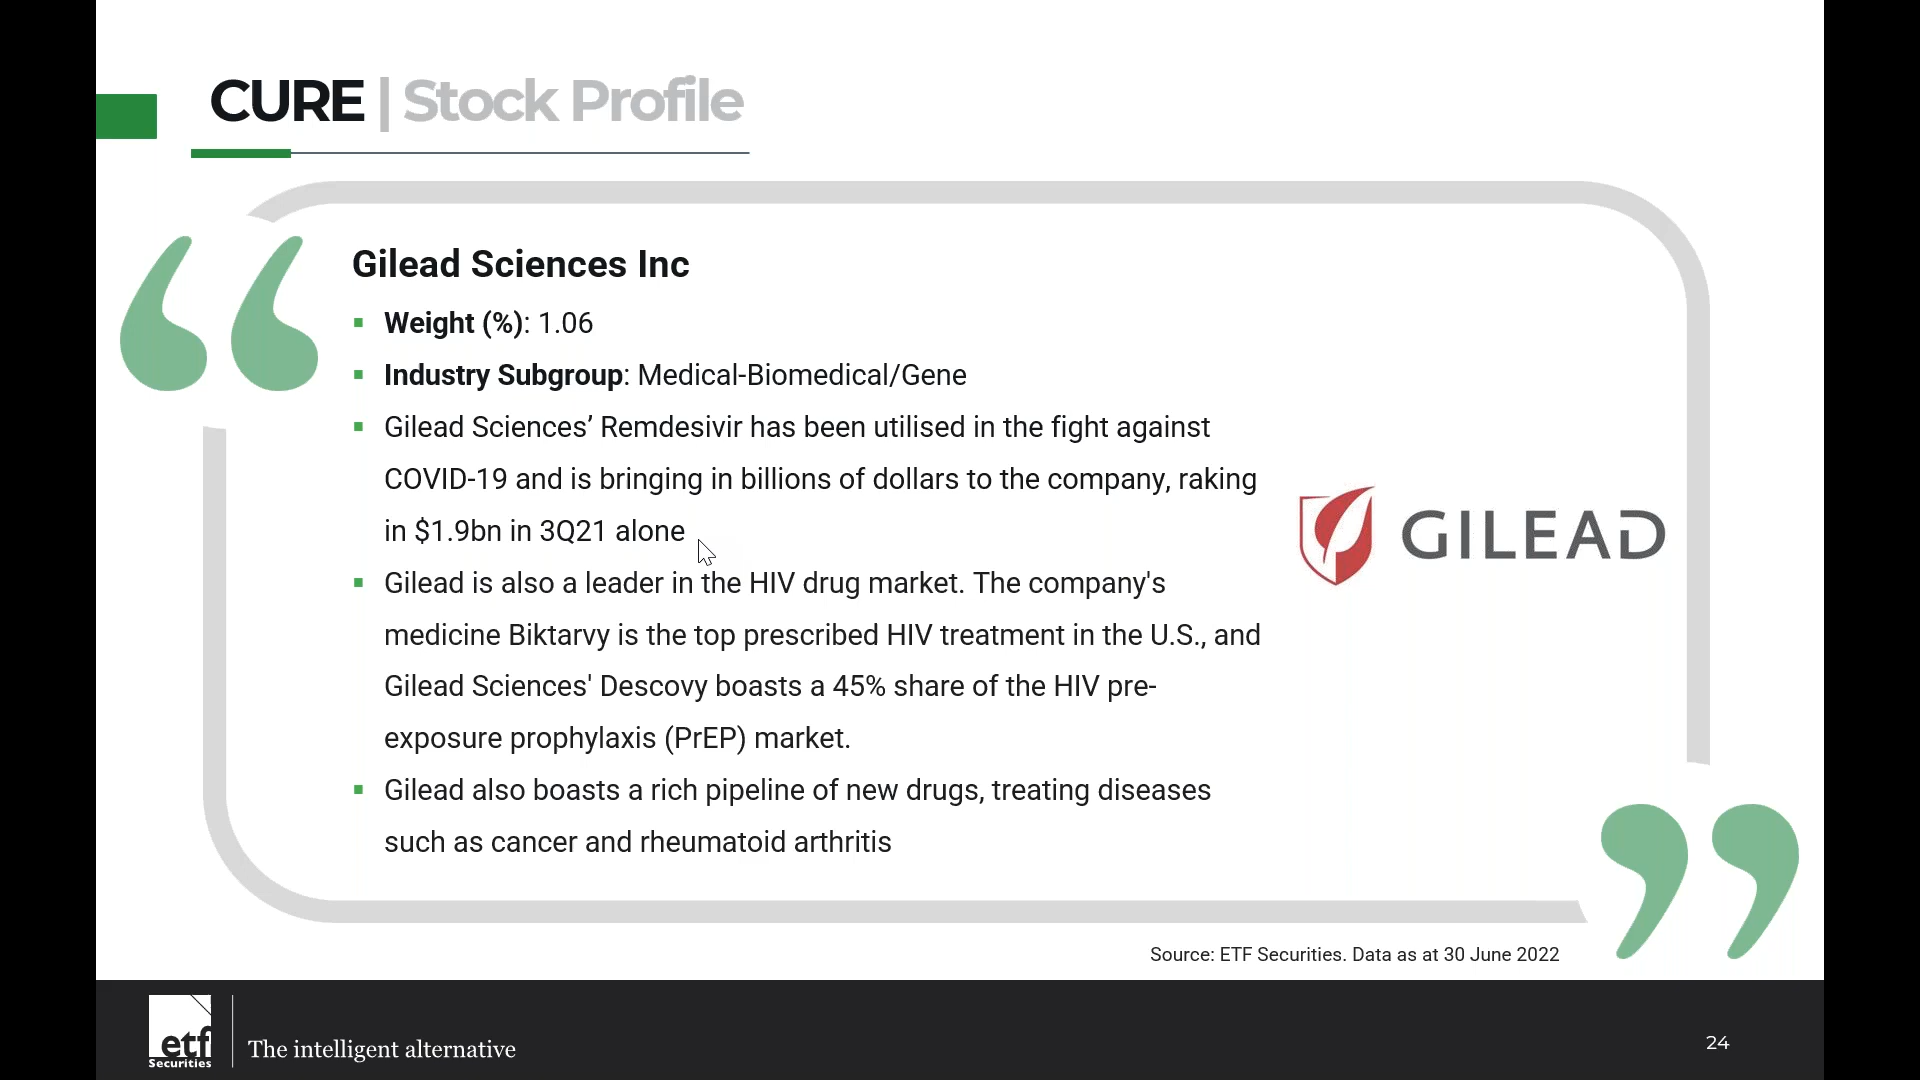 CURE | Stock Profile
Gilead Sciences Inc
▪ Weight (%): 1.06
▪ Industry Subgroup: Medical-Biomedical/Gene
▪ Gilead Sciences’ Remdesivir has been utilised in the fight against
COVID-19 and is bringing in billions of dollars to the company, raking
in $1.9bn in 3Q21 alone
▪ Gilead is also a leader in the HIV drug market. The company's
medicine Biktarvy is the top prescribed HIV treatment in the U.S., and
Gilead Sciences' Descovy boasts a 45% share of the HIV pre-
exposure prophylaxis (PrEP) market.
▪ Gilead also boasts a rich pipeline of new drugs, treating diseases
such as cancer and rheumatoid arthritis
GILEAD
Source: ETF Securities. Data as at 30 June 2022
etf
Securities
The intelligent alternative
24